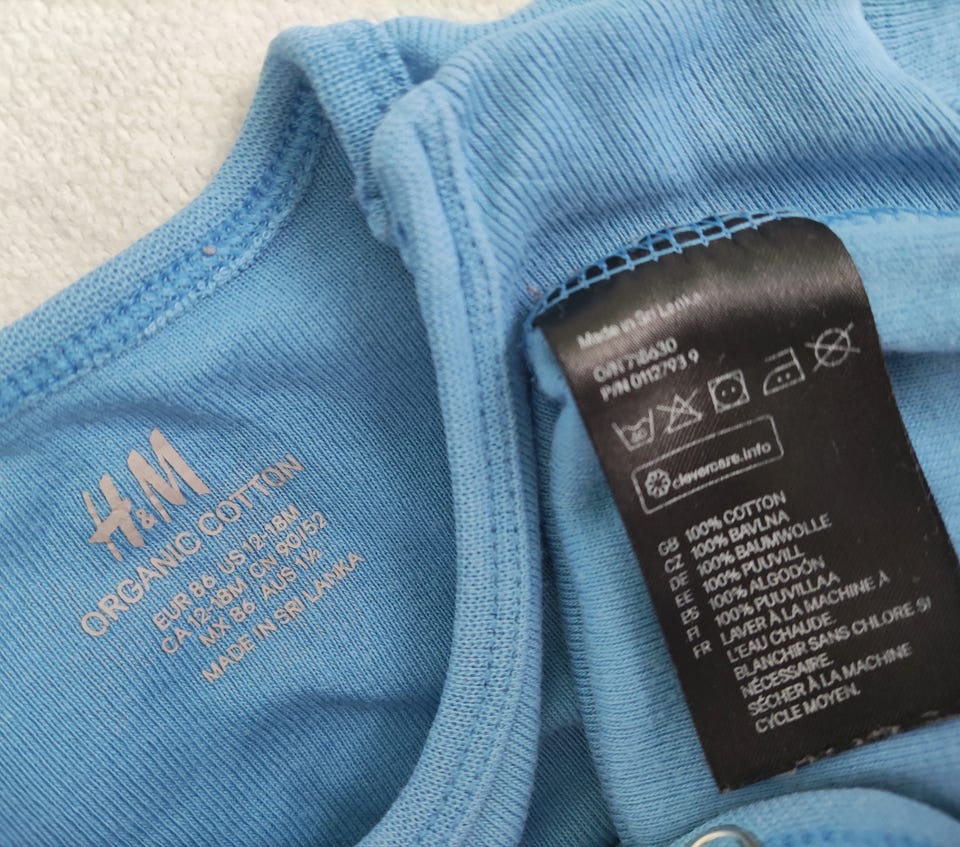 H&M
ORGANIC COTTON
EUR 86 US 12-18M
CA 12-18M CN 90/52
MX 86 AUS 1½
MADE IN SRI LANKA
Made in Sri Lanka
O/N 718630
P/N 0112793 9
clevercare.info
GB 100% COTTON
CZ 100% BAVLNA
DE 100% BAUMWOLLE
EE 100% PUUVILL
ES 100% ALGODÓN
FI 100% PUUVILLAA
FR LAVER À LA MACHINE À
L'EAU CHAUDE.
BLANCHIR SANS CHLORE SI
NÉCESSAIRE.
SÉCHER À LA MACHINE
CYCLE MOYEN.